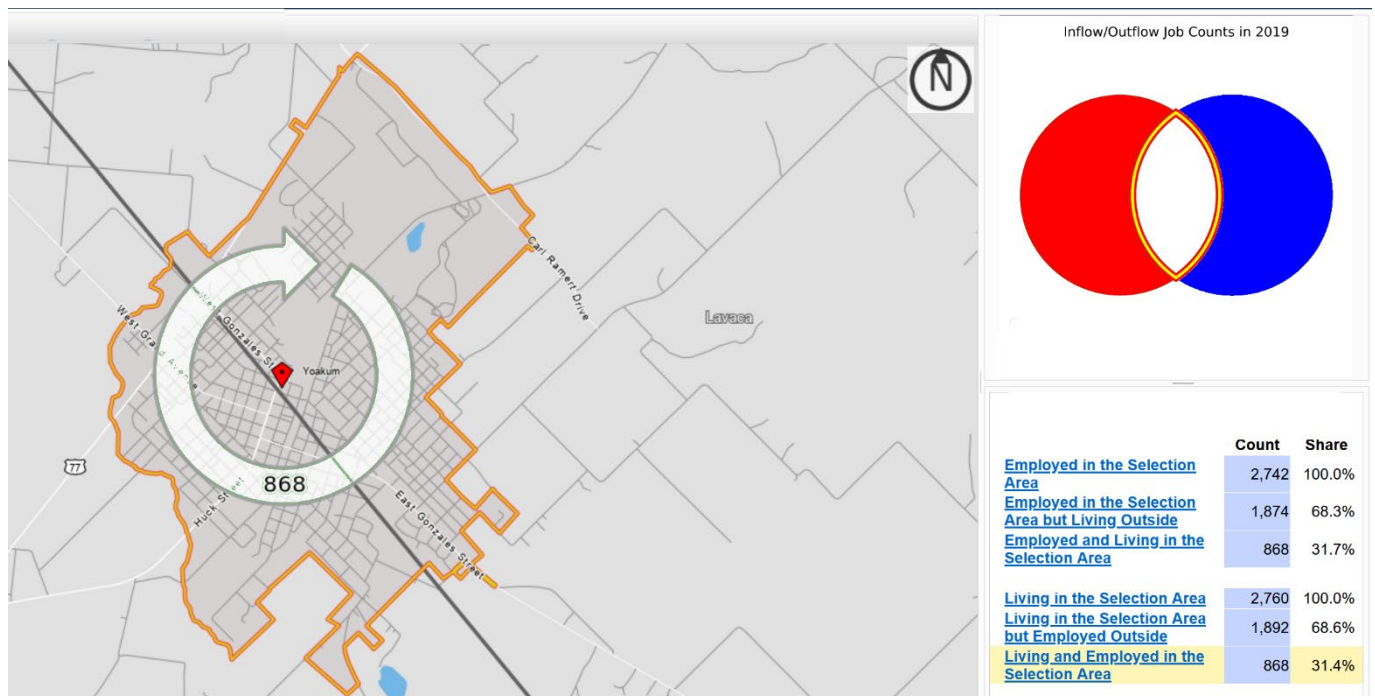 Inflow/Outflow Job Counts in 2019
N
Carl Ramert Drive
Lavaca
West Gonzales St
West Grand Avenue
Yoakum
77
868
Huck Street
East Gonzales Street
Count Share
Employed in the Selection
Area 2,742 100.0%
Employed in the Selection
Area but Living Outside 1,874 68.3%
Employed and Living in the
Selection Area 868 31.7%
Living in the Selection Area 2,760 100.0%
Living in the Selection Area
but Employed Outside 1,892 68.6%
Living and Employed in the
Selection Area 868 31.4%